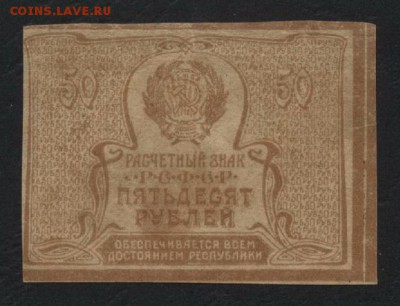 COINS.LAVE.RU
50 50
РАСЧЕТНЫЙ ЗНАК
Р·С·Ф·С·Р
ПЯТЬДЕСЯТ
РУБЛЕЙ
ОБЕСПЕЧИВАЕТСЯ ВСЕМ
ДОСТОЯНИЕМ РЕСПУБЛИКИ